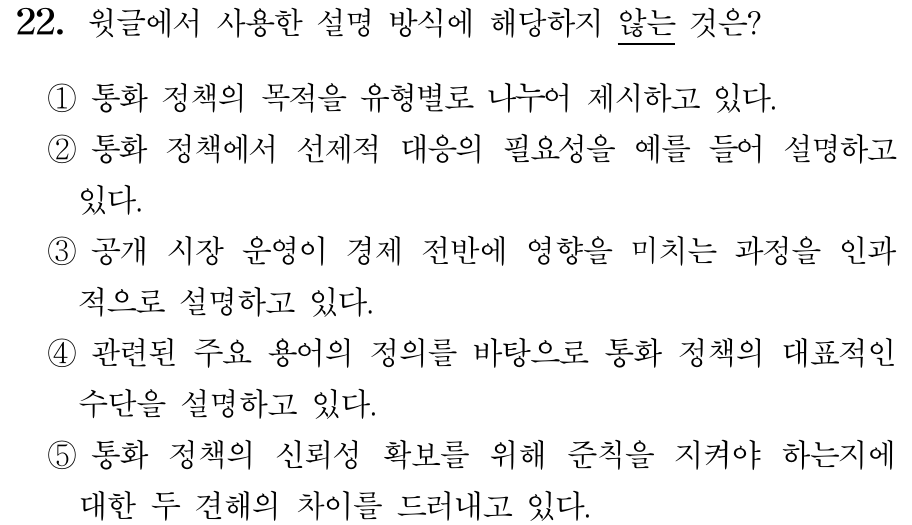 22. 윗글에서 사용한 설명 방식에 해당하지 않는 것은?
① 통화 정책의 목적을 유형별로 나누어 제시하고 있다.
② 통화 정책에서 선제적 대응의 필요성을 예를 들어 설명하고
있다.
③ 공개 시장 운영이 경제 전반에 영향을 미치는 과정을 인과
적으로 설명하고 있다.
④ 관련된 주요 용어의 정의를 바탕으로 통화 정책의 대표적인
수단을 설명하고 있다.
⑤ 통화 정책의 신뢰성 확보를 위해 준칙을 지켜야 하는지에
대한 두 견해의 차이를 드러내고 있다.